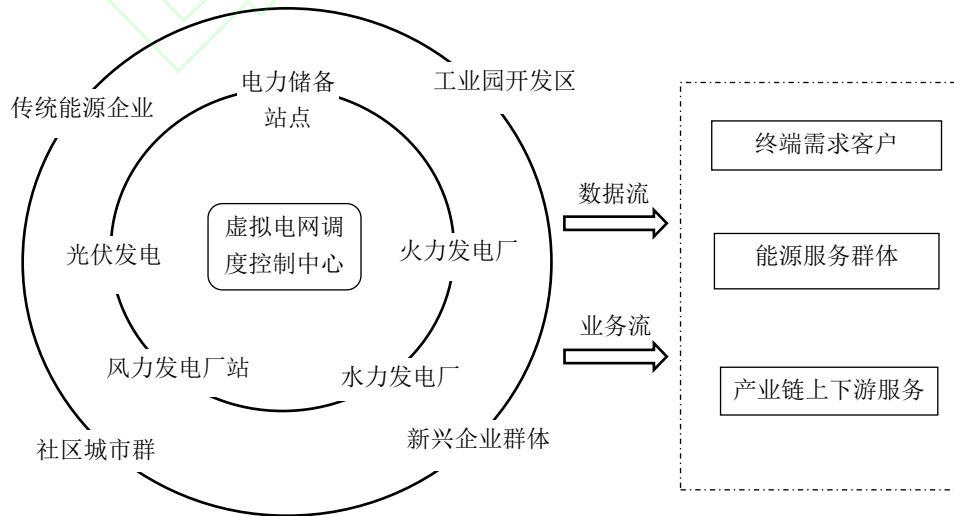 传统能源企业
电力储备
站点
工业园开发区
光伏发电
虚拟电网调
度控制中心
火力发电厂
风力发电厂站
水力发电厂
社区城市群
新兴企业群体
数据流
业务流
终端需求客户
能源服务群体
产业链上下游服务